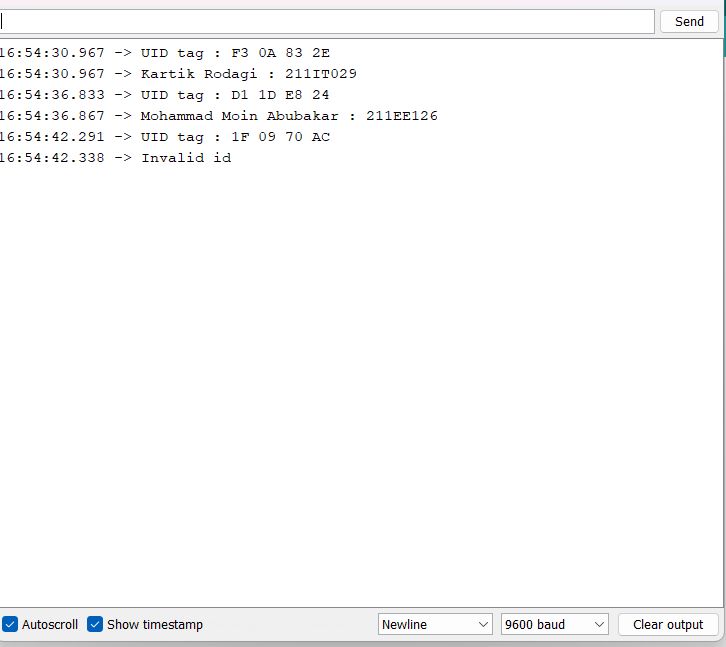 Send
16:54:30.967 -> UID tag : F3 0A 83 2E
16:54:30.967 -> Kartik Rodagi : 211IT029
16:54:36.833 -> UID tag : D1 1D E8 24
16:54:36.867 -> Mohammad Moin Abubakar : 211EE126
16:54:42.291 -> UID tag : 1F 09 70 AC
16:54:42.338 -> Invalid id
Autoscroll Show timestamp Newline 9600 baud Clear output